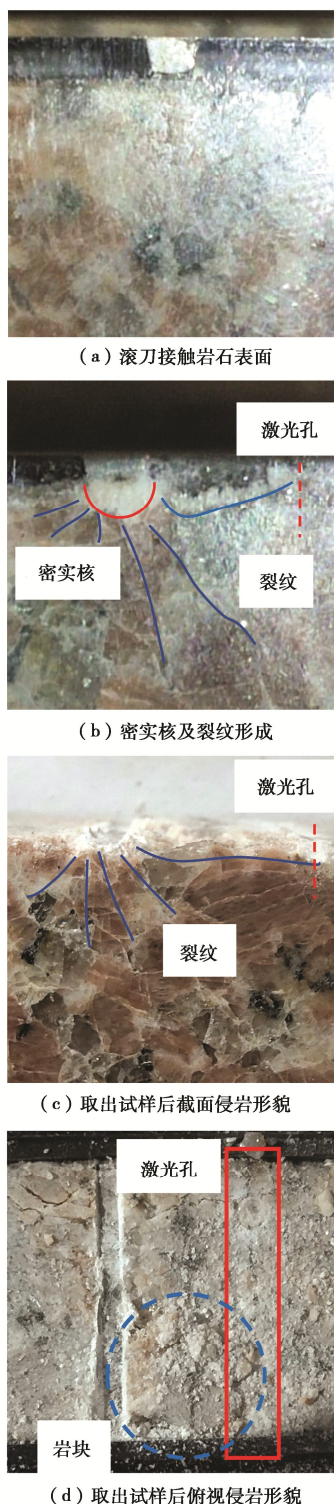 (a)滚刀接触岩石表面
激光孔
密实核
裂纹
(b)密实核及裂纹形成
激光孔
裂纹
(c)取出试样后截面侵岩形貌
激光孔
岩块
(d)取出试样后俯视侵岩形貌